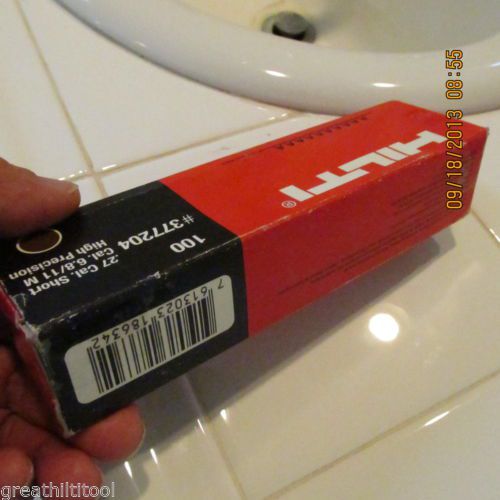 HILTI®
100
#377204
.27 Cal. Short
Cal. 6.8/11 M
High Precision
7 613023 186342
09/18/2013 08:55
greathiltitool